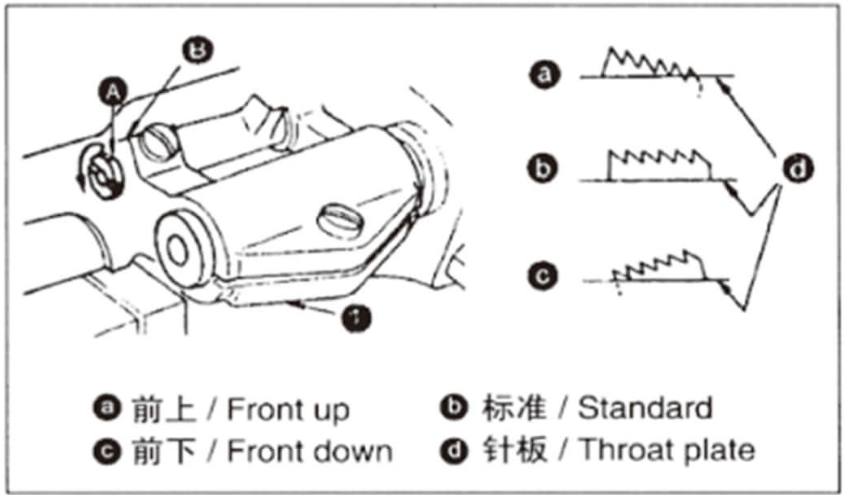 B
A
a
b
d
c
1
a 前上 / Front up b 标准 / Standard
c 前下 / Front down d 针板 / Throat plate